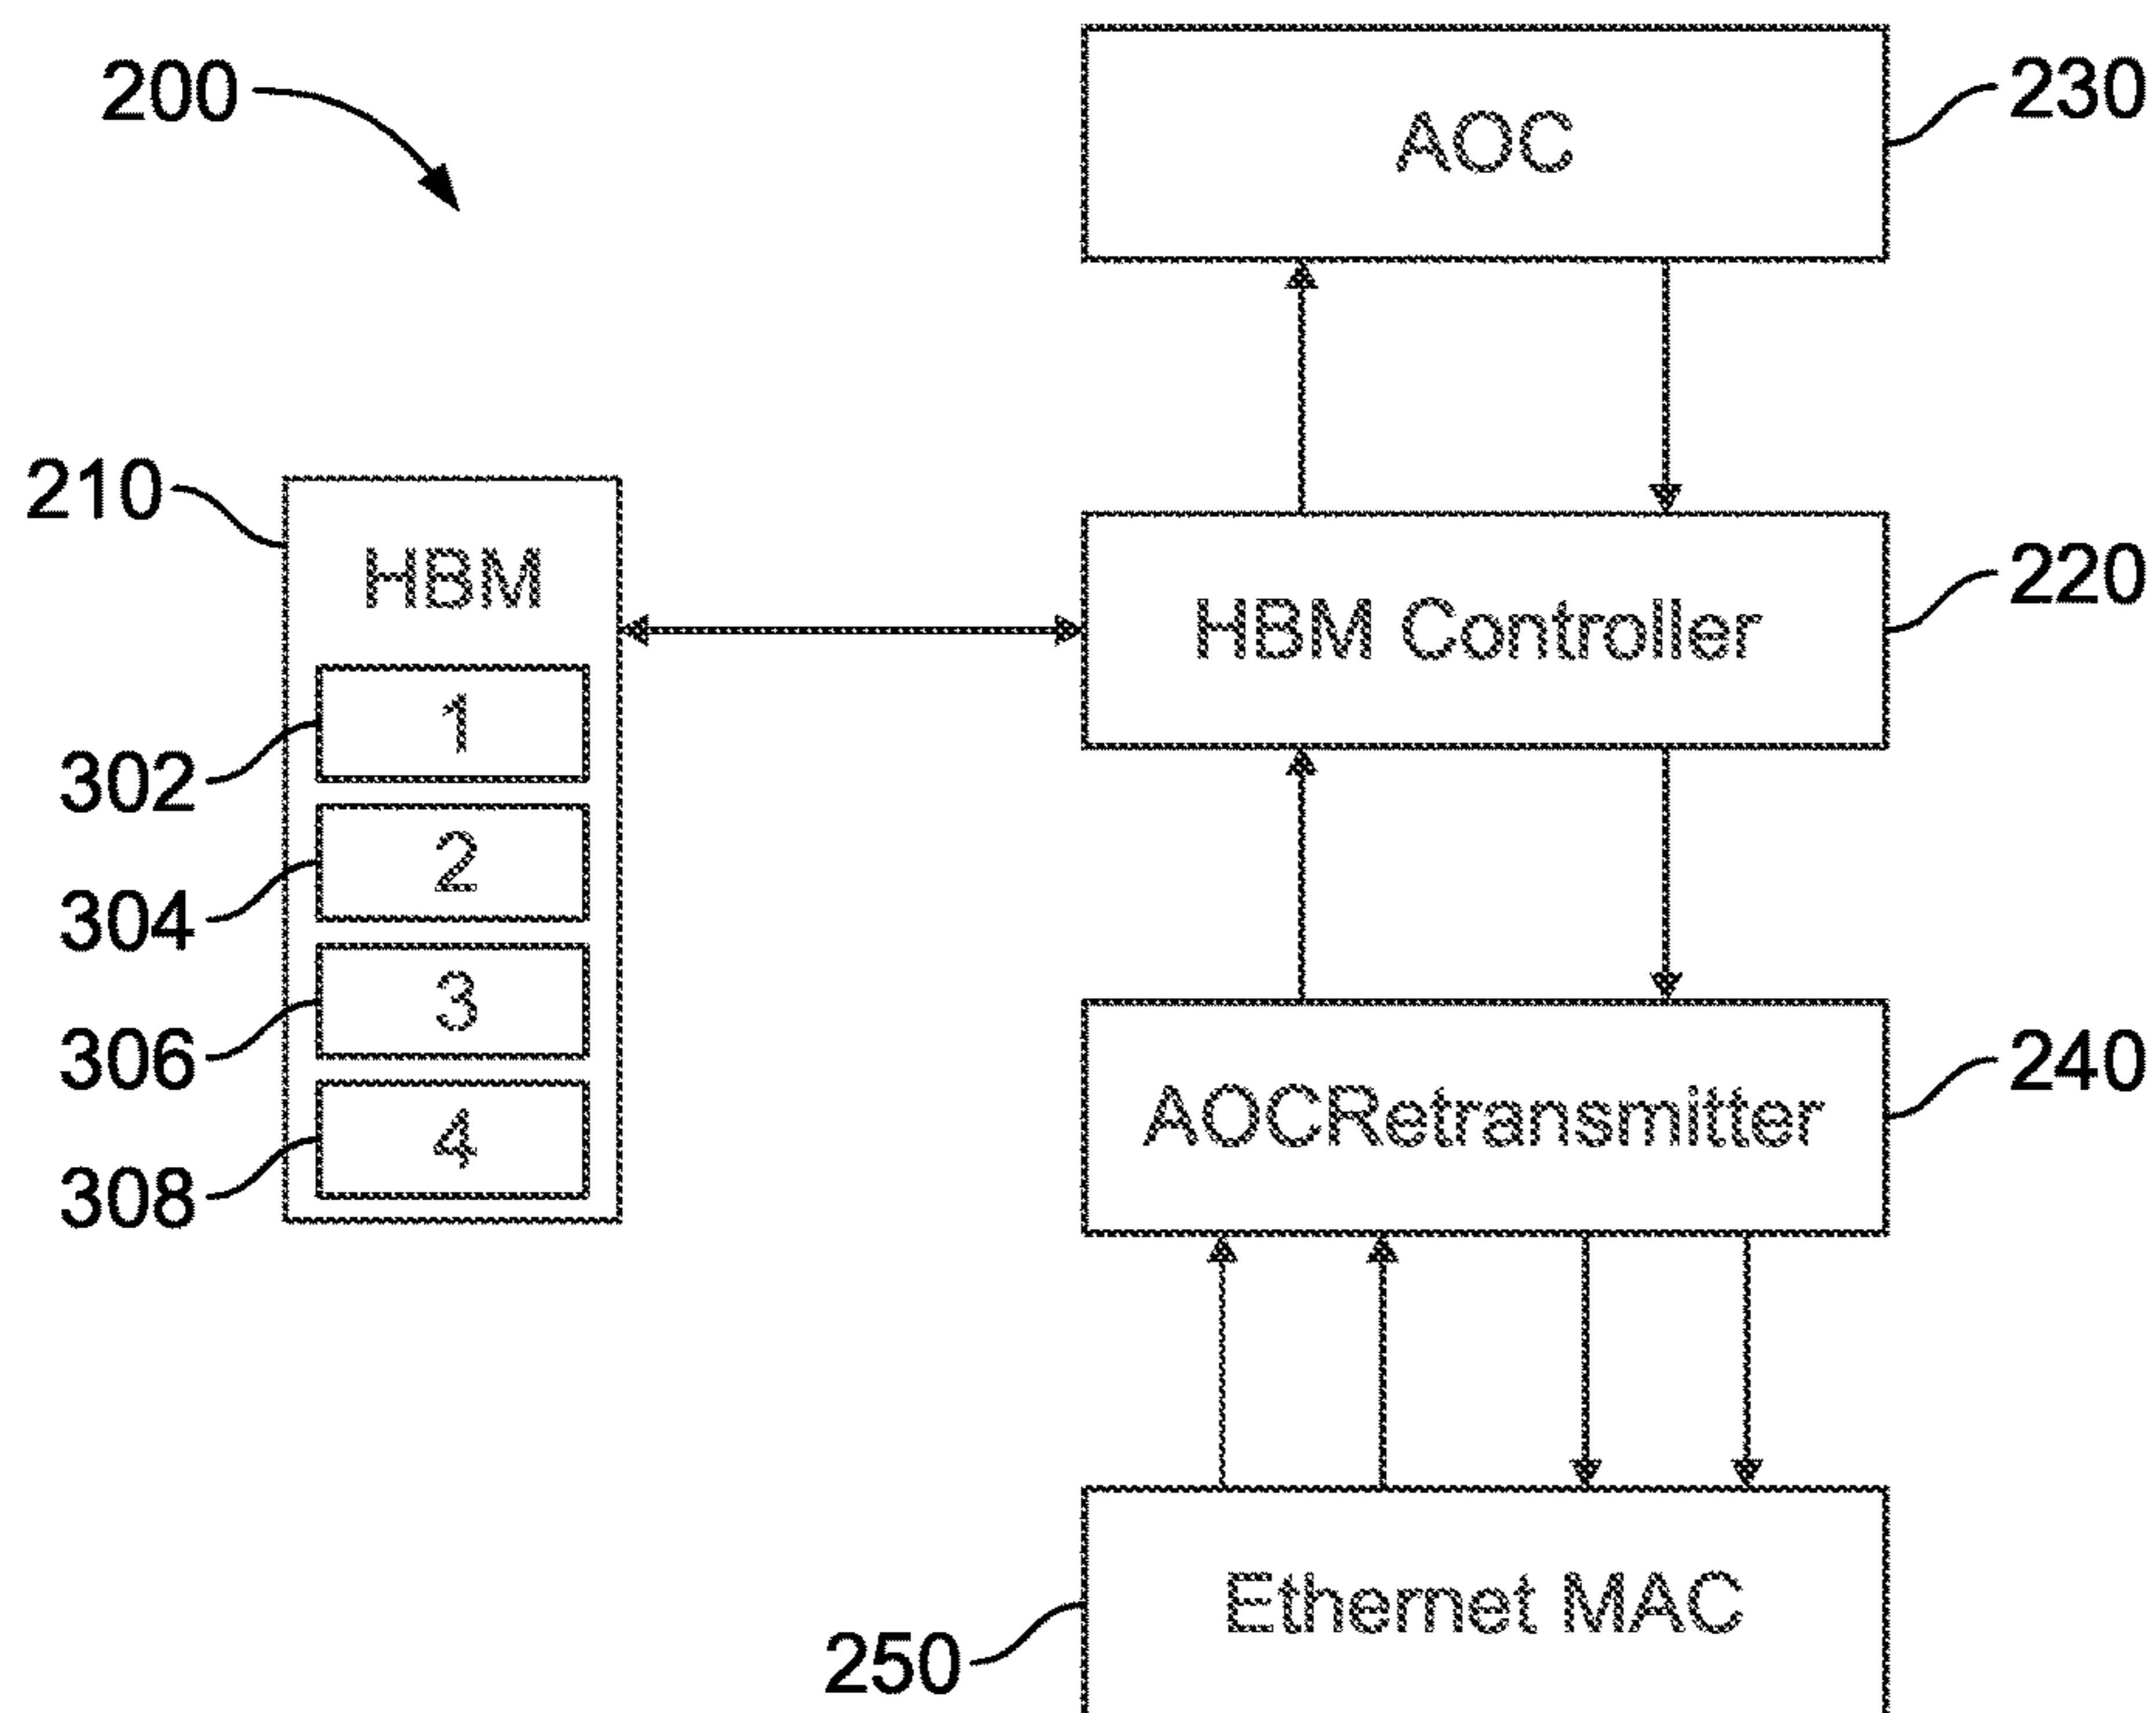 200
AOC
230
210
HBM
HBM Controller
220
1
302
2
304
3
306
4
308
AOCRetransmitter
240
Ethernet MAC
250